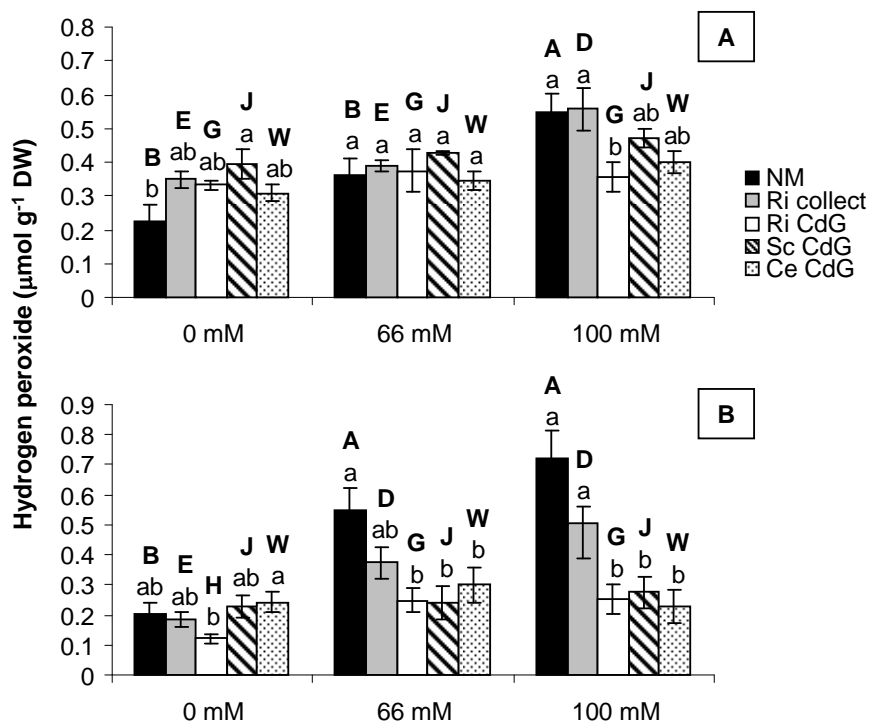 Hydrogen peroxide (µmol g⁻¹ DW)
A
0.8
0.7
0.6
0.5
0.4
0.3
0.2
0.1
0
B E G J W
b ab ab a ab
B E G J W
a a a a a
A D G J W
a a b ab ab
0 mM 66 mM 100 mM
NM
Ri collect
Ri CdG
Sc CdG
Ce CdG
B
0.9
0.8
0.7
0.6
0.5
0.4
0.3
0.2
0.1
0
B E H J W
ab ab b ab a
A D G J W
a ab b b b
A D G J W
a a b b b
0 mM 66 mM 100 mM